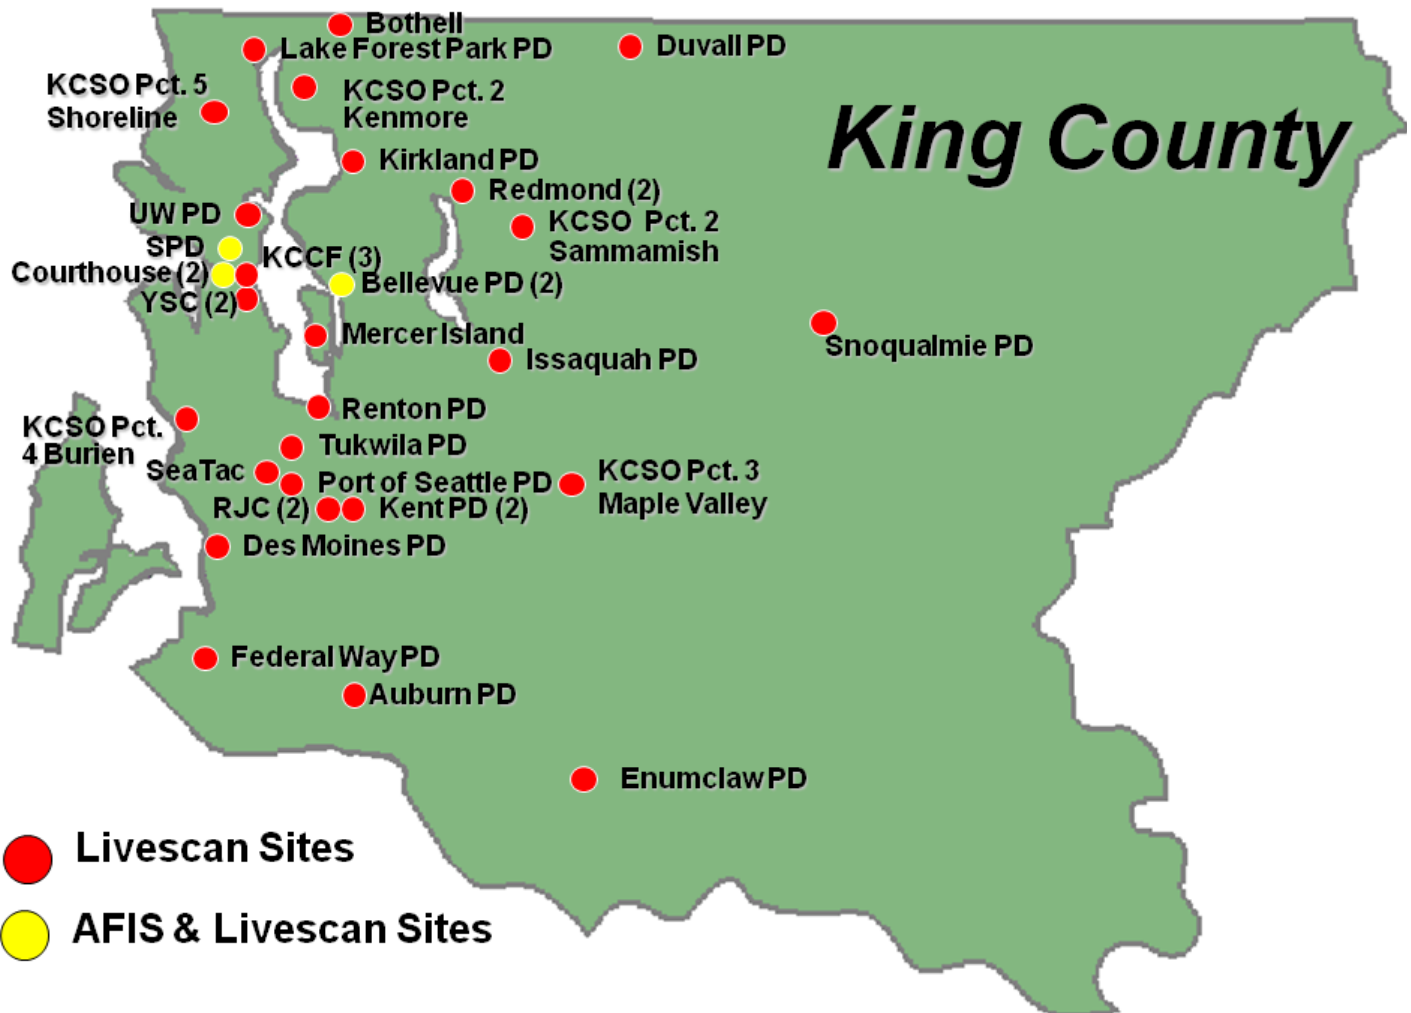 Bothell
Lake Forest Park PD
Duvall PD
KCSO Pct. 5
Shoreline
KCSO Pct. 2
Kenmore
King County
Kirkland PD
Redmond (2)
UW PD
KCSO Pct. 2
Sammamish
SPD
KCCF (3)
Courthouse (2)
Bellevue PD (2)
YSC (2)
Mercer Island
Snoqualmie PD
Issaquah PD
Renton PD
KCSO Pct.
4 Burien
Tukwila PD
SeaTac
Port of Seattle PD
KCSO Pct. 3
Maple Valley
RJC (2)
Kent PD (2)
Des Moines PD
Federal Way PD
Auburn PD
Enumclaw PD
Livescan Sites
AFIS & Livescan Sites